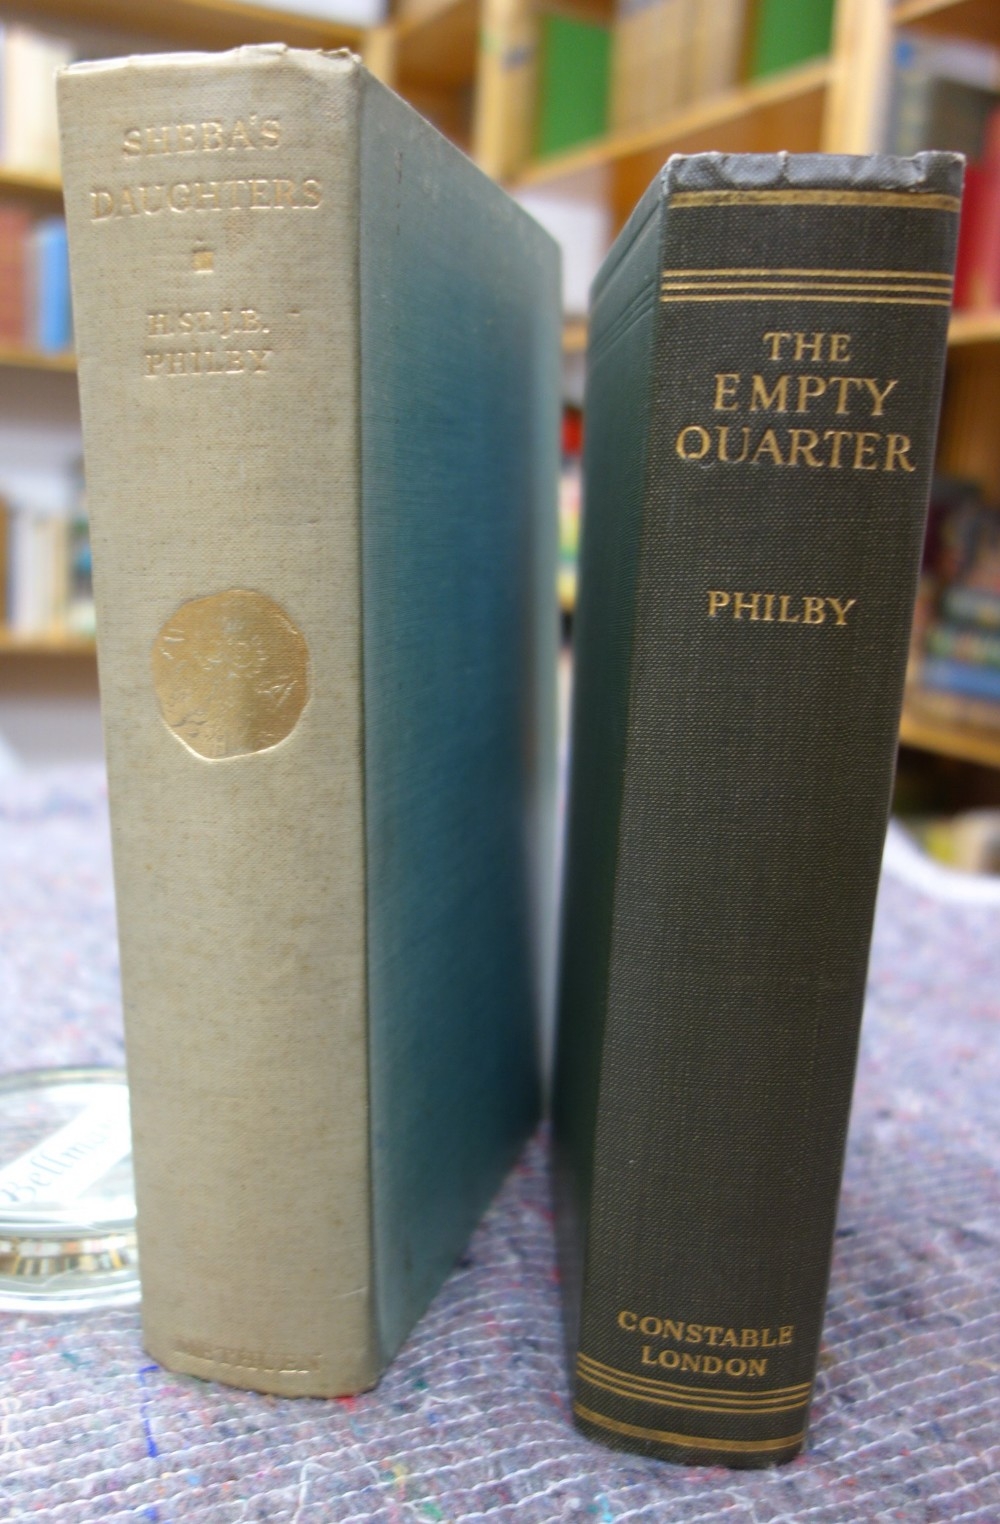 SHEBA'S
DAUGHTERS
H. ST. J. B.
PHILBY
METHUEN
THE
EMPTY
QUARTER
PHILBY
CONSTABLE
LONDON